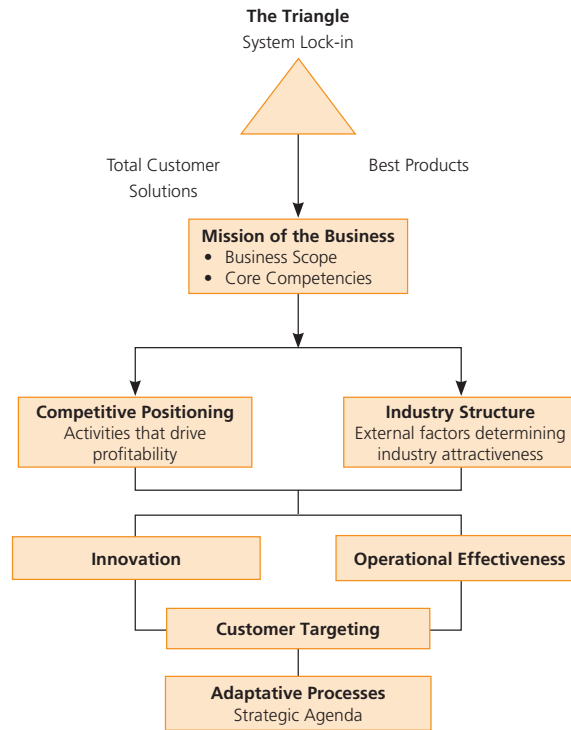 The Triangle
System Lock-in
Total Customer
Solutions
Best Products
Mission of the Business
• Business Scope
• Core Competencies
Competitive Positioning
Activities that drive
profitability
Industry Structure
External factors determining
industry attractiveness
Innovation
Operational Effectiveness
Customer Targeting
Adaptative Processes
Strategic Agenda